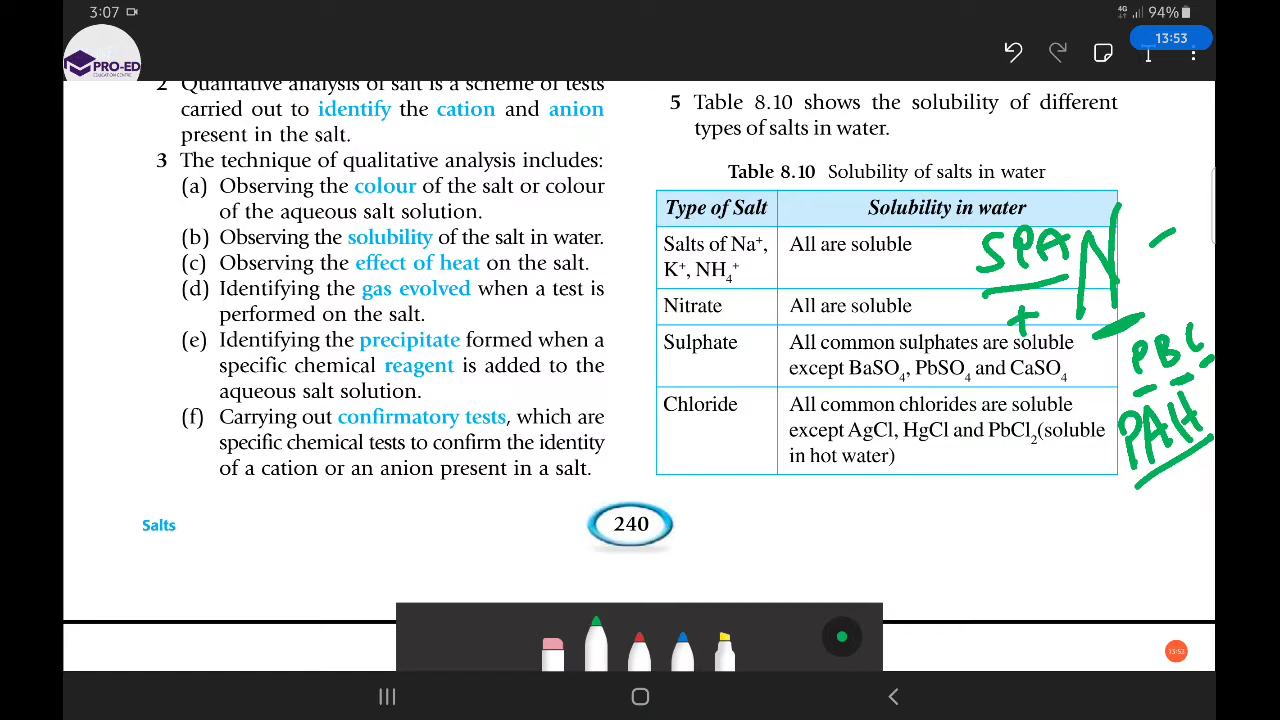 3:07
4G
94%
13:53
PRO-ED
EDUCATION CENTRE
2 Qualitative analysis of salt is a scheme of tests
carried out to identify the cation and anion
present in the salt.
3 The technique of qualitative analysis includes:
(a) Observing the colour of the salt or colour
of the aqueous salt solution.
(b) Observing the solubility of the salt in water.
(c) Observing the effect of heat on the salt.
(d) Identifying the gas evolved when a test is
performed on the salt.
(e) Identifying the precipitate formed when a
specific chemical reagent is added to the
aqueous salt solution.
(f) Carrying out confirmatory tests, which are
specific chemical tests to confirm the identity
of a cation or an anion present in a salt.
5 Table 8.10 shows the solubility of different
types of salts in water.
Table 8.10 Solubility of salts in water
Type of Salt Solubility in water
Salts of Na⁺, All are soluble
K⁺, NH₄⁺
SPAN -
+
Nitrate All are soluble
Sulphate All common sulphates are soluble
except BaSO₄, PbSO₄ and CaSO₄
PBC
Chloride All common chlorides are soluble
except AgCl, HgCl and PbCl₂(soluble
in hot water)
PAH
Salts
240
13:53